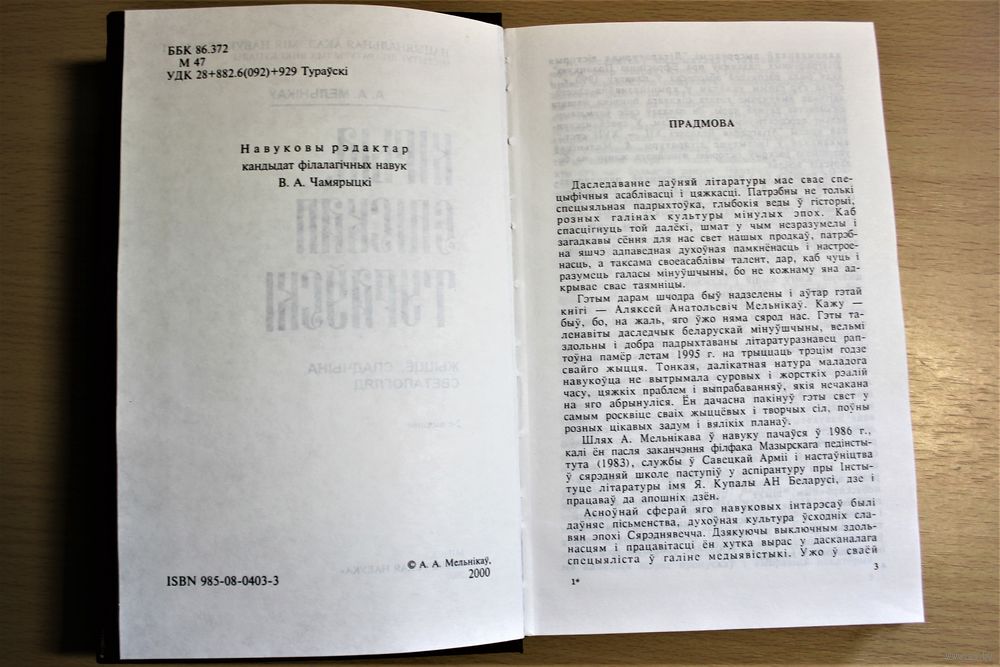 ББК 86.372
М 47
УДК 28+882.6(092)+929 Тураўскі
А. А. МЕЛЬНІКАЎ
Навуковы рэдактар
кандыдат філалагічных навук
В. А. Чамярыцкі
КІРЫЛ
ЕПІСКАП
ТУРАЎСКІ
ЖЫЦЦЁ, СПАДЧЫНА
СВЕТАПОГЛЯД
© А. А. Мельнікаў,
2000
ISBN 985-08-0403-3
ПРАДМОВА
Даследаванне даўняй літаратуры мае свае спе-
цыфічныя асаблівасці і цяжкасці. Патрэбны не толькі
спецыяльная падрыхтоўка, глыбокія веды ў гісторыі,
розных галінах культуры мінулых эпох. Каб
спасцігнуць той далёкі, шмат у чым незразумелы і
загадкавы сёння для нас свет нашых продкаў, патрэб-
на яшчэ адпаведная духоўная памкнёнасць і настрое-
насць, а таксама своеасаблівы талент, дар, каб чуць і
разумець галасы мінуўшчыны, бо не кожнаму яна ад-
крывае свае таямніцы.
Гэтым дарам шчодра быў надзелены і аўтар гэтай
кнігі — Аляксей Анатольевіч Мельнікаў. Кажу —
быў, бо, на жаль, яго ўжо няма сярод нас. Гэты та-
ленавіты даследчык беларускай мінуўшчыны, вельмі
здольны і добра падрыхтаваны літаратуразнавец рап-
тоўна памёр летам 1995 г. на трыццаць трэцім годзе
свайго жыцця. Тонкая, далікатная натура маладога
навукоўца не вытрымала суровых і жорсткіх рэалій
часу, цяжкіх праблем і выпрабаванняў, якія нечакана
на яго абрынуліся. Ён дачасна пакінуў гэты свет у
самым росквіце сваіх жыццёвых і творчых сіл, поўны
розных цікавых задум і вялікіх планаў.
Шлях А. Мельнікава ў навуку пачаўся ў 1986 г.,
калі ён пасля заканчэння філфака Мазырскага педінсты-
тута (1983), службы ў Савецкай Арміі і настаўніцтва
ў сярэдняй школе паступіў у аспірантуру пры Інсты-
туце літаратуры імя Я. Купалы АН Беларусі, дзе і
працаваў да апошніх дзён.
Асноўнай сферай яго навуковых інтарэсаў былі
даўняе пісьменства, духоўная культура ўсходніх сла-
вян эпохі Сярэднявечча. Дзякуючы выключным здоль-
насцям і працавітасці ён хутка вырас у дасканалага
спецыяліста ў галіне медыявістыкі. Ужо ў сваёй
3
1*